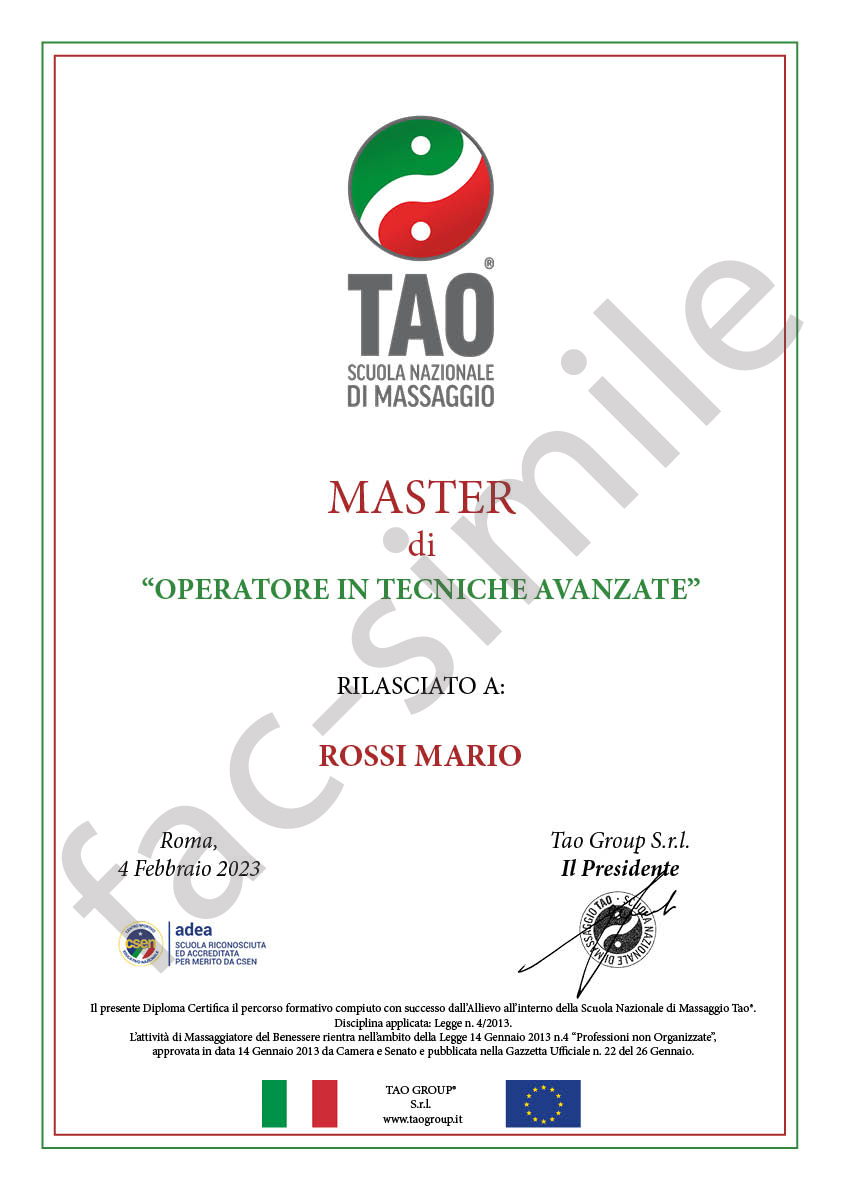 ®
TAO
SCUOLA NAZIONALE
DI MASSAGGIO
MASTER
di
“OPERATORE IN TECNICHE AVANZATE”
RILASCIATO A:
ROSSI MARIO
fac-simile
Roma,
4 Febbraio 2023
Tao Group S.r.l.
Il Presidente
CENTRO SPORTIVO
csen
EDUCATIVO NAZIONALE
adea
SCUOLA RICONOSCIUTA
ED ACCREDITATA
PER MERITO DA CSEN
TAO · SCUOLA NAZIONALE DI MASSAGGIO
Il presente Diploma Certifica il percorso formativo compiuto con successo dall’Allievo all’interno della Scuola Nazionale di Massaggio Tao®.
Disciplina applicata: Legge n. 4/2013.
L’attività di Massaggiatore del Benessere rientra nell’ambito della Legge 14 Gennaio 2013 n.4 “Professioni non Organizzate”,
approvata in data 14 Gennaio 2013 da Camera e Senato e pubblicata nella Gazzetta Ufficiale n. 22 del 26 Gennaio.
TAO GROUP®
S.r.l.
www.taogroup.it